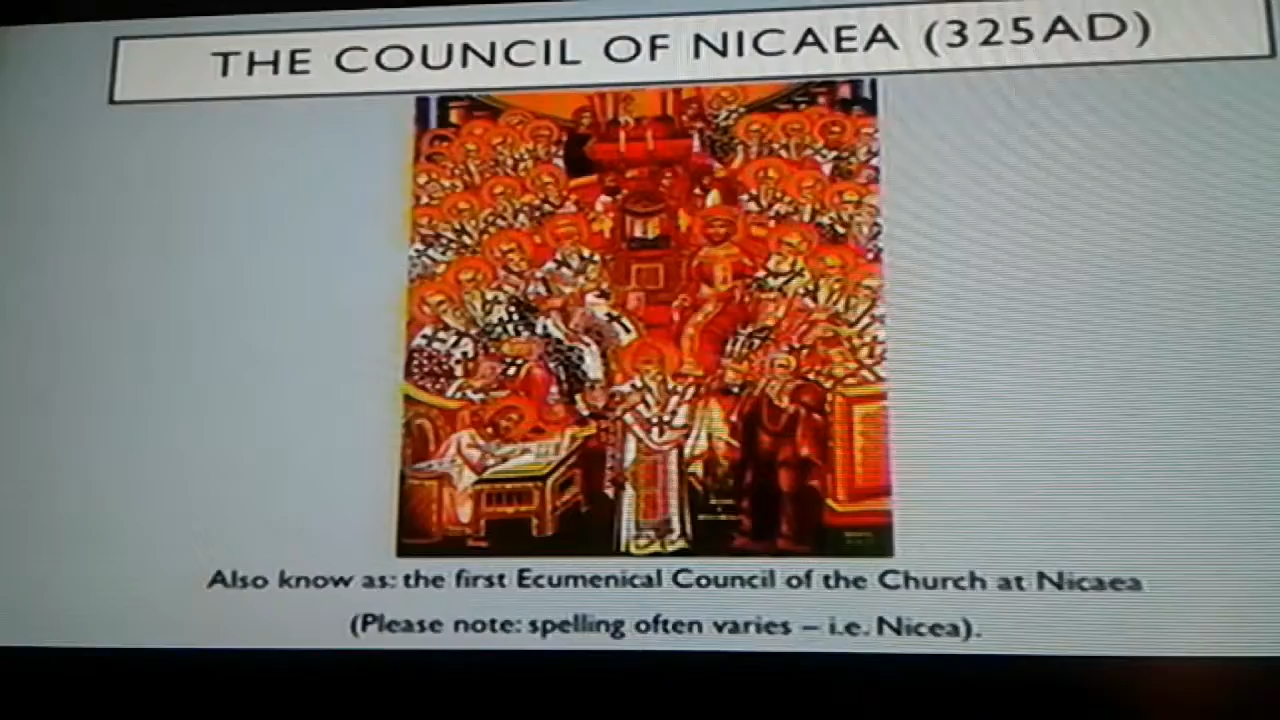 THE COUNCIL OF NICAEA (325AD)
Also know as: the first Ecumenical Council of the Church at Nicaea
(Please note: spelling often varies – i.e. Nicea).